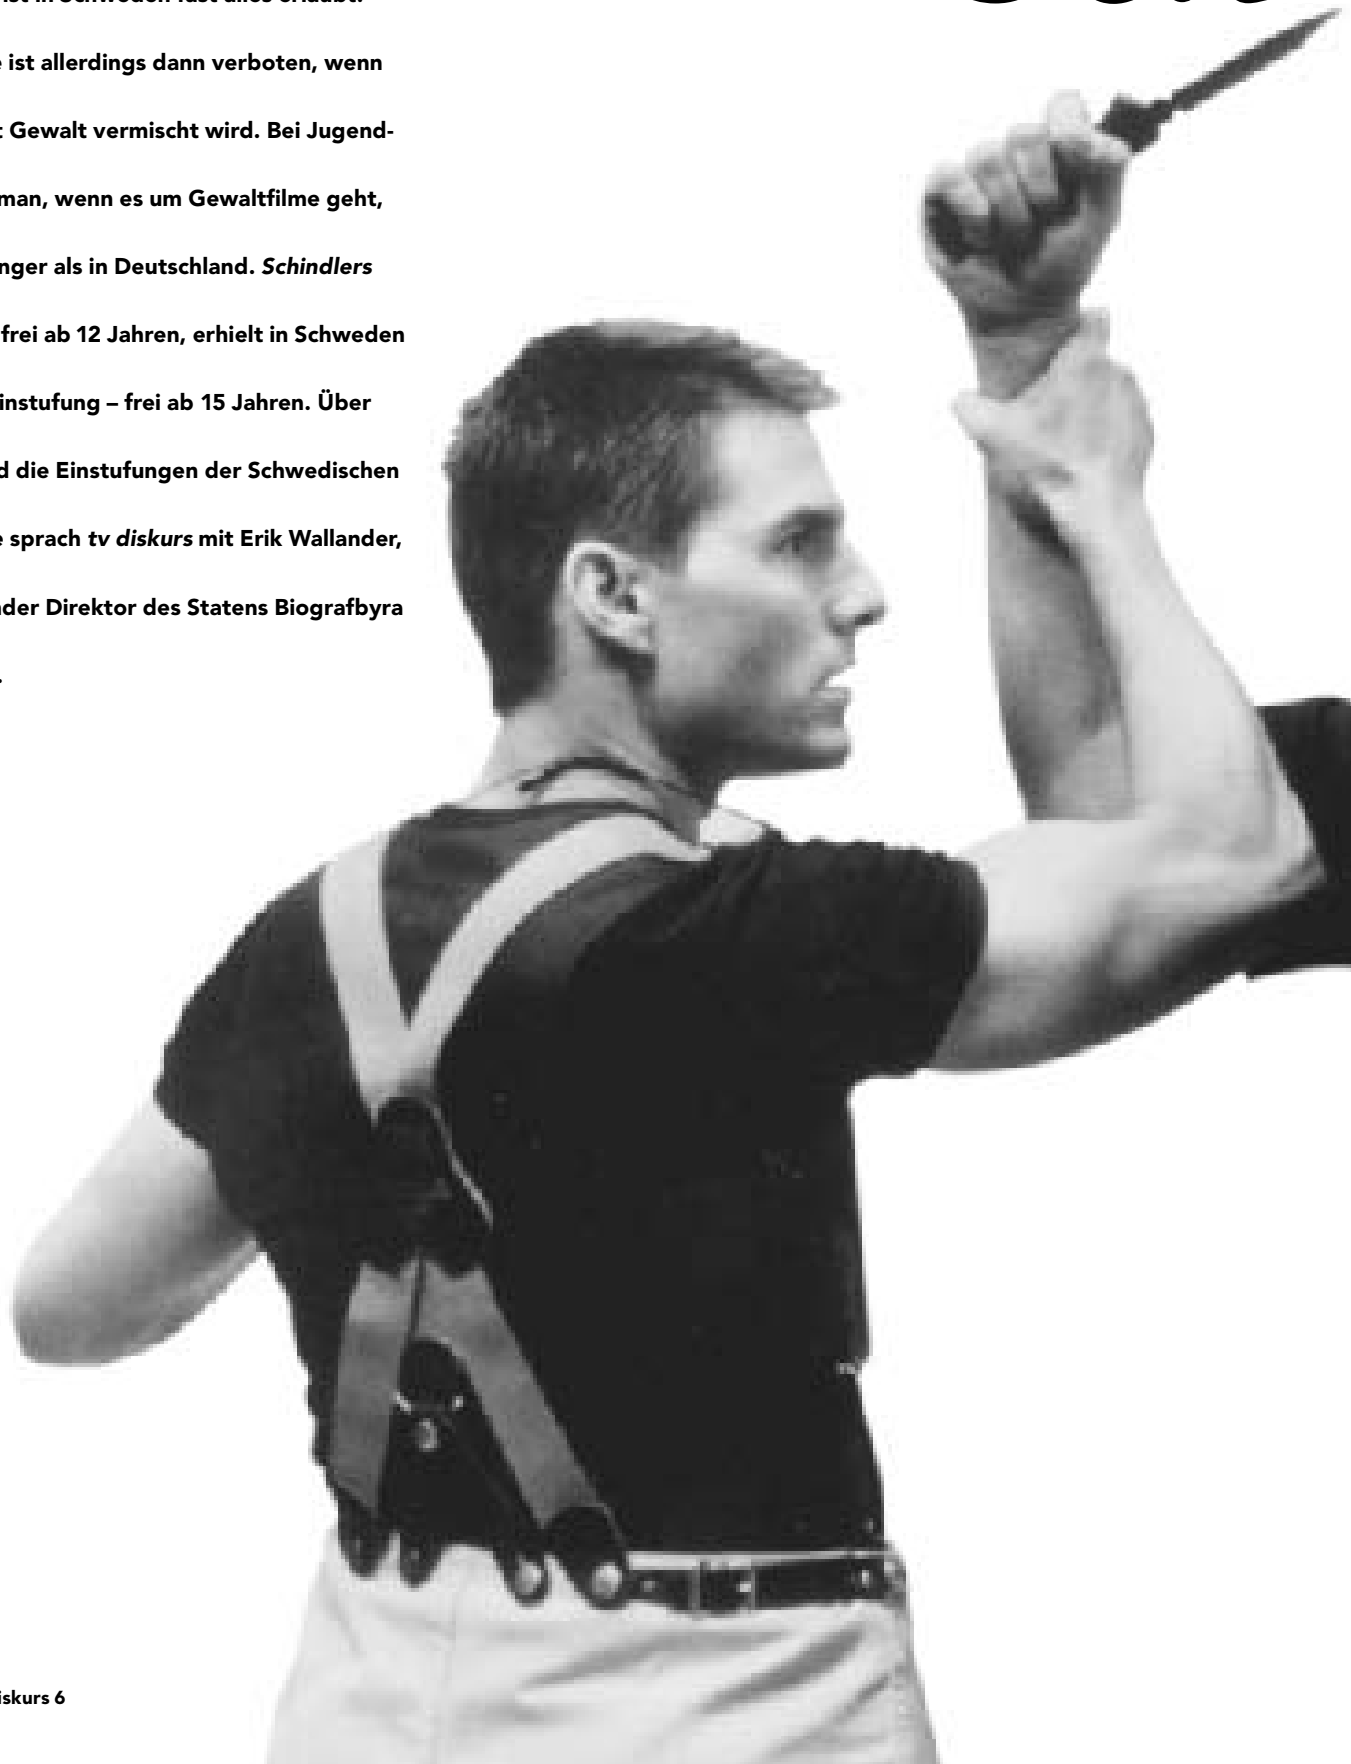 ist in Schweden fast alles erlaubt.
ist allerdings dann verboten, wenn
Gewalt vermischt wird. Bei Jugend-
man, wenn es um Gewaltfilme geht,
nger als in Deutschland. Schindlers
frei ab 12 Jahren, erhielt in Schweden
instufung – frei ab 15 Jahren. Über
d die Einstufungen der Schwedischen
e sprach tv diskurs mit Erik Wallander,
nder Direktor des Statens Biografbyra
.
iskurs 6